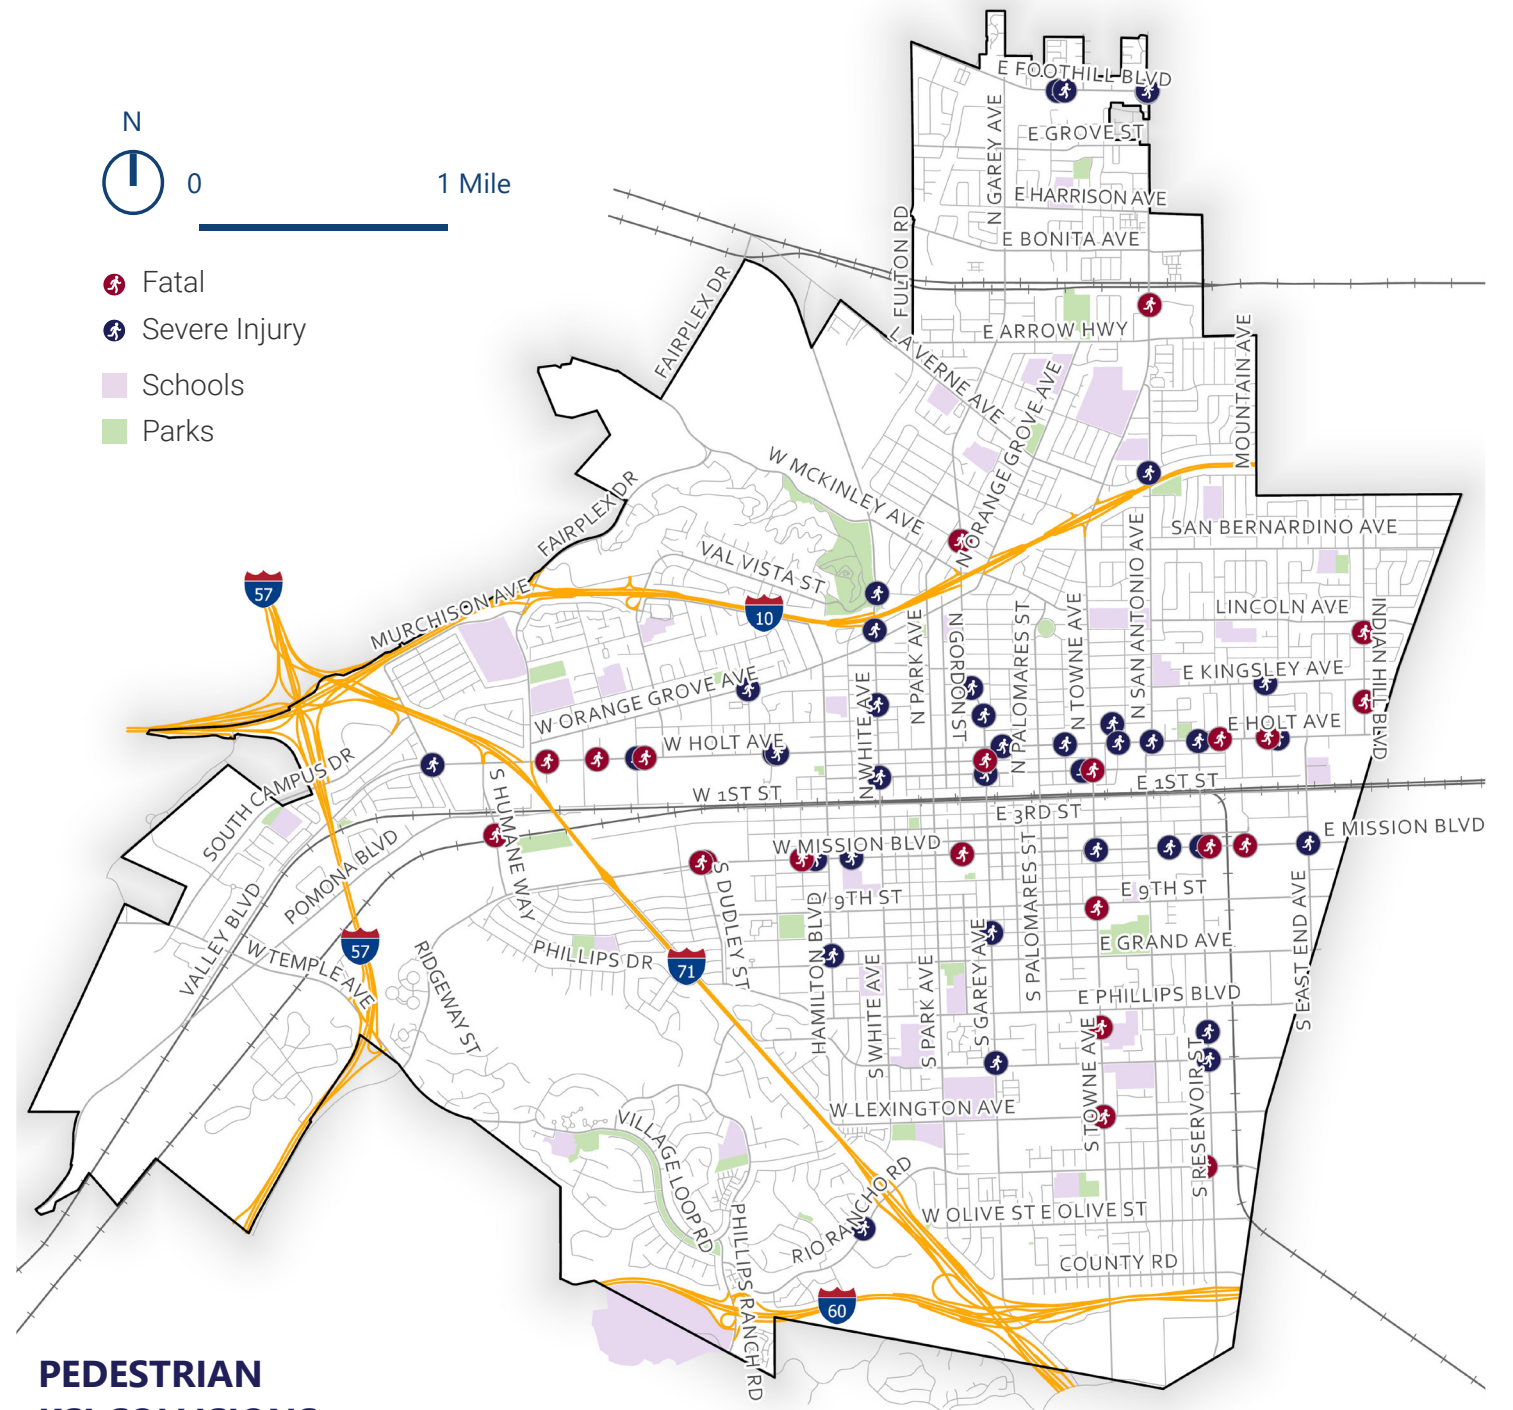 N
0
1 Mile
Fatal
Severe Injury
Schools
Parks
E FOOTHILL BLVD
N GAREY AVE
E GROVE ST
E HARRISON AVE
FULTON RD
E BONITA AVE
FAIRPLEX DR
E ARROW HWY
LA VERNE AVE
MOUNTAIN AVE
N ORANGE GROVE AVE
W MCKINLEY AVE
FAIRPLEX DR
SAN BERNARDINO AVE
VAL VISTA ST
57
10
MURCHISON AVE
N PARK AVE
N GORDON ST
N PALOMARES ST
N TOWNE AVE
N SAN ANTONIO AVE
LINCOLN AVE
INDIAN HILL BLVD
E KINGSLEY AVE
W ORANGE GROVE AVE
N WHITE AVE
E HOLT AVE
W HOLT AVE
SOUTH CAMPUS DR
S HUMANE WAY
W 1ST ST
E 1ST ST
E 3RD ST
POMONA BLVD
W MISSION BLVD
E MISSION BLVD
S DUDLEY ST
9TH ST
E 9TH ST
S PALOMARES ST
VALLEY BLVD
W TEMPLE AVE
57
RIDGEWAY ST
PHILLIPS DR
71
HAMILTON BLVD
S WHITE AVE
S PARK AVE
S GAREY AVE
E GRAND AVE
S EAST END AVE
E PHILLIPS BLVD
S TOWNE AVE
S RESERVOIR ST
W LEXINGTON AVE
VILLAGE LOOP RD
PHILLIPS RANCH RD
RIO RANCHO RD
W OLIVE ST
E OLIVE ST
COUNTY RD
60
PEDESTRIAN
KSI COLLISIONS